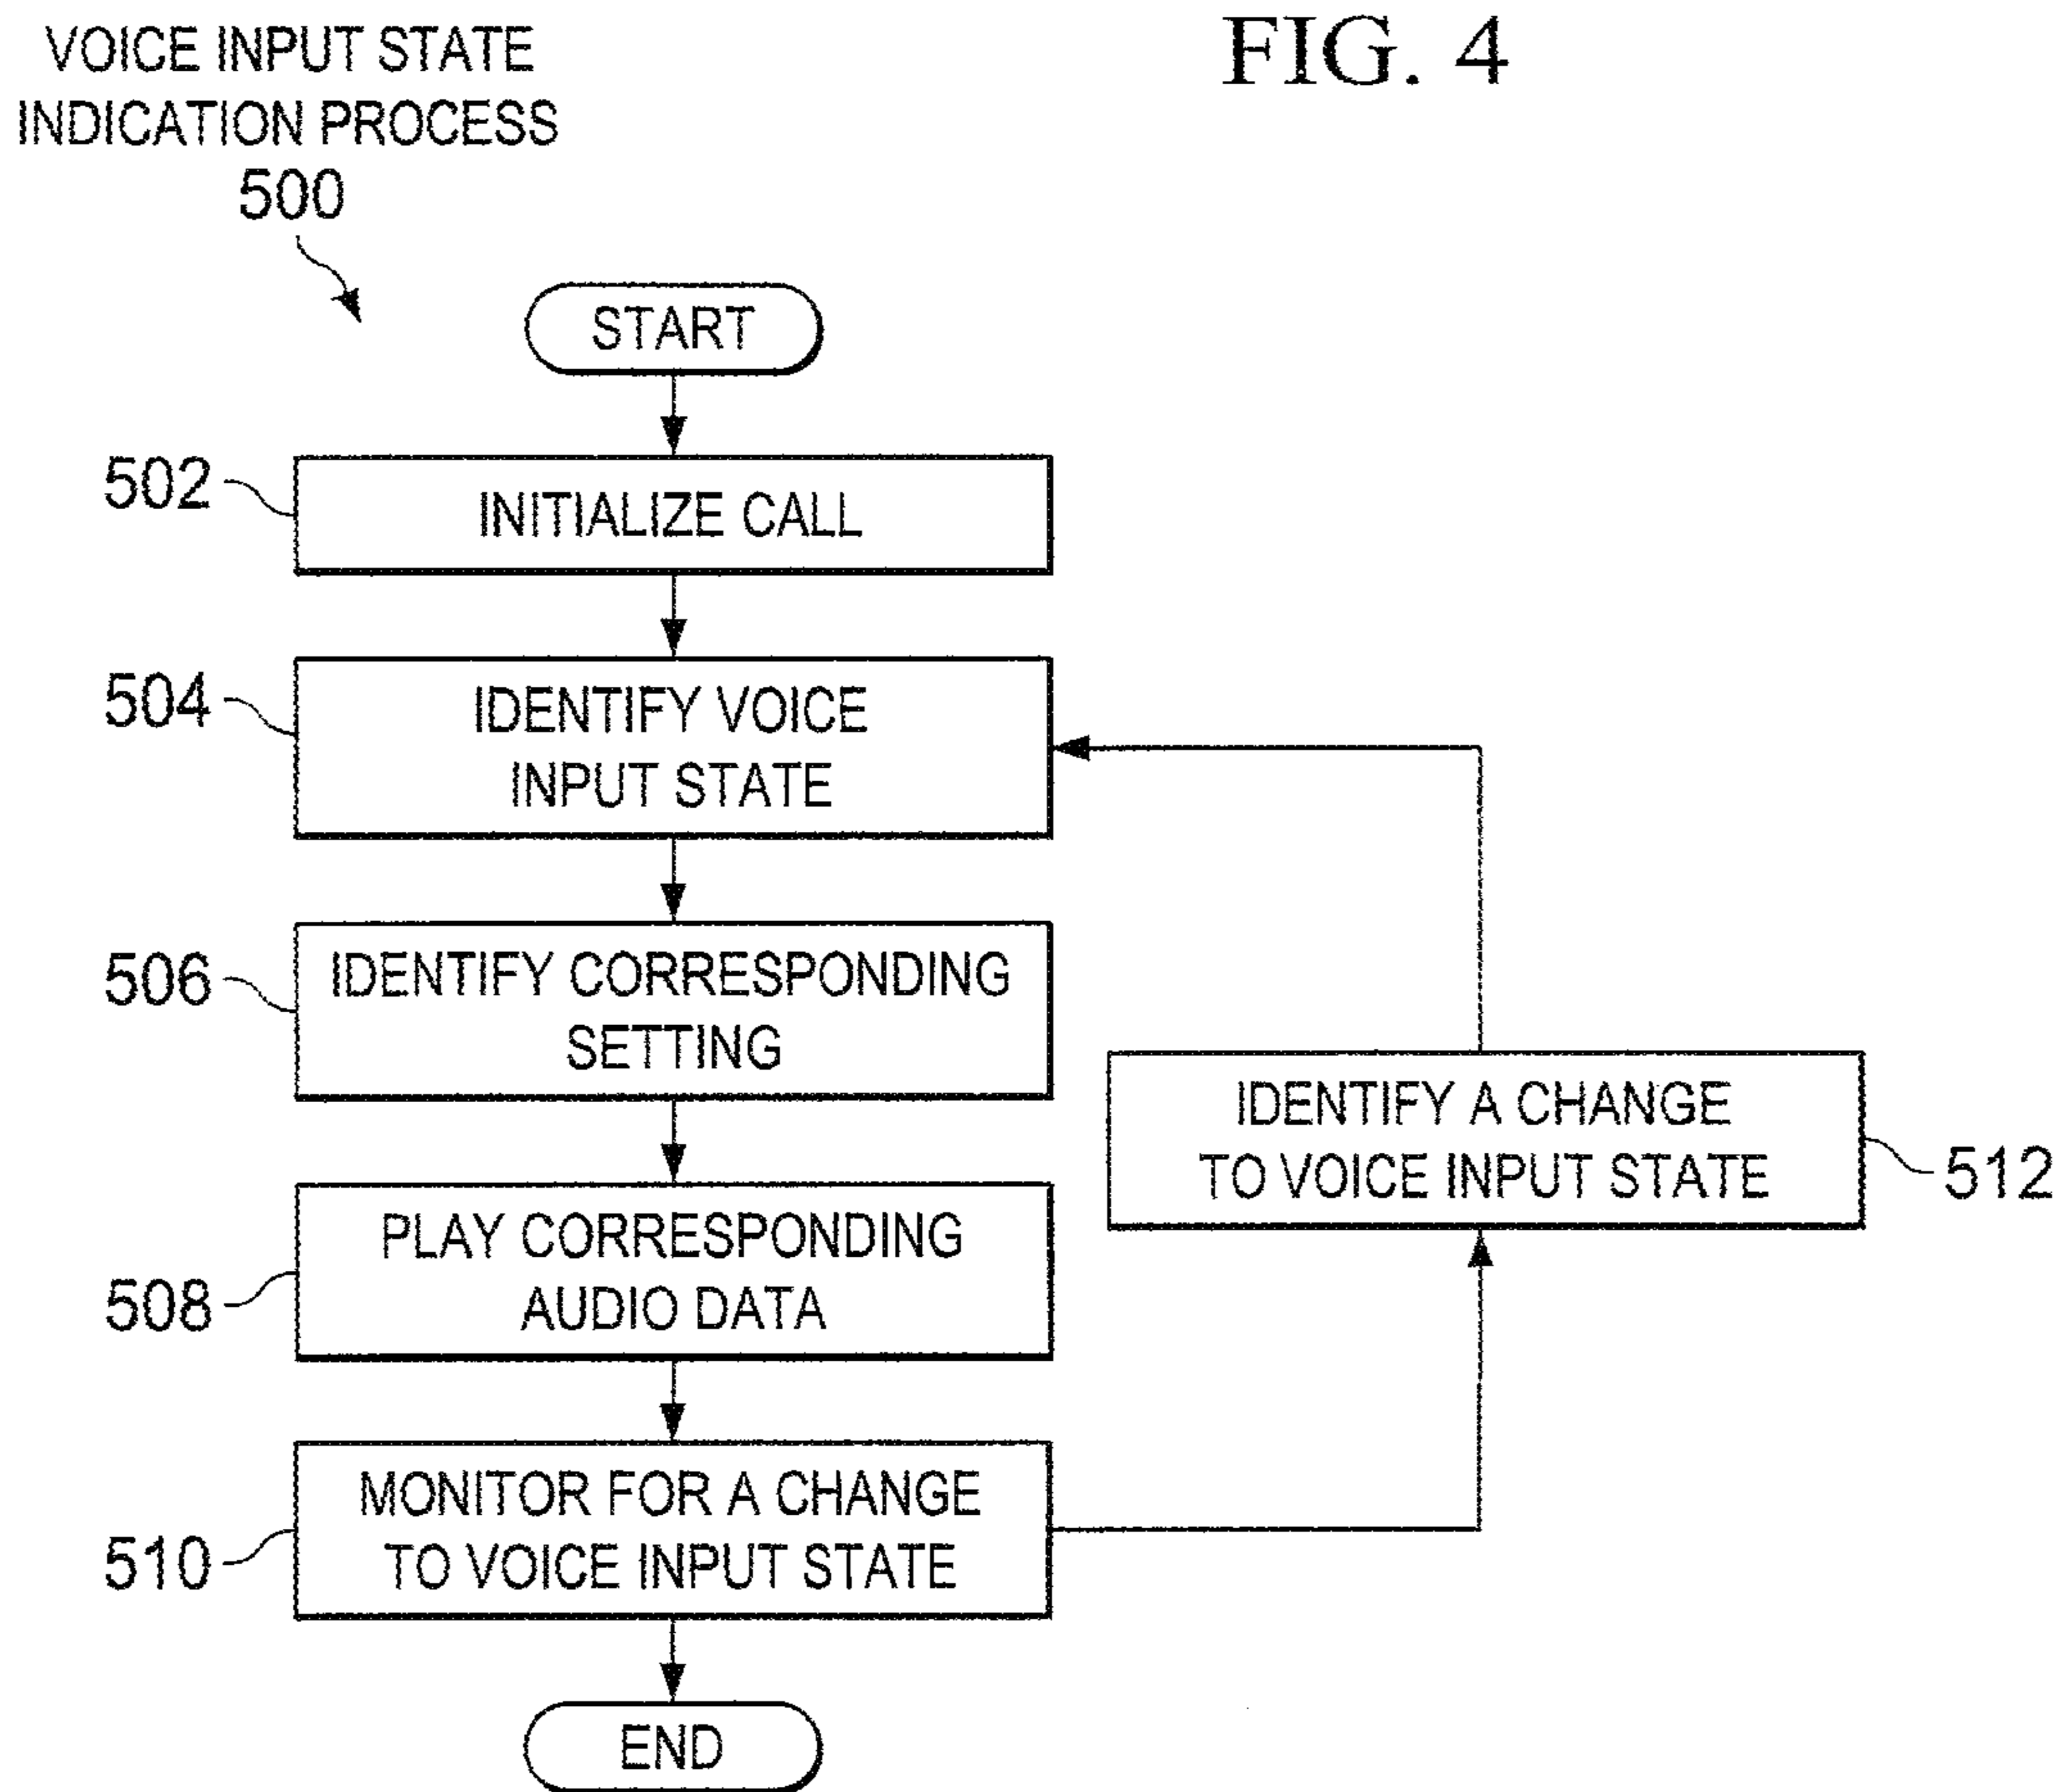 FIG. 4
VOICE INPUT STATE
INDICATION PROCESS
500
START
502
INITIALIZE CALL
504
IDENTIFY VOICE
INPUT STATE
506
IDENTIFY CORRESPONDING
SETTING
IDENTIFY A CHANGE
TO VOICE INPUT STATE
512
508
PLAY CORRESPONDING
AUDIO DATA
510
MONITOR FOR A CHANGE
TO VOICE INPUT STATE
END